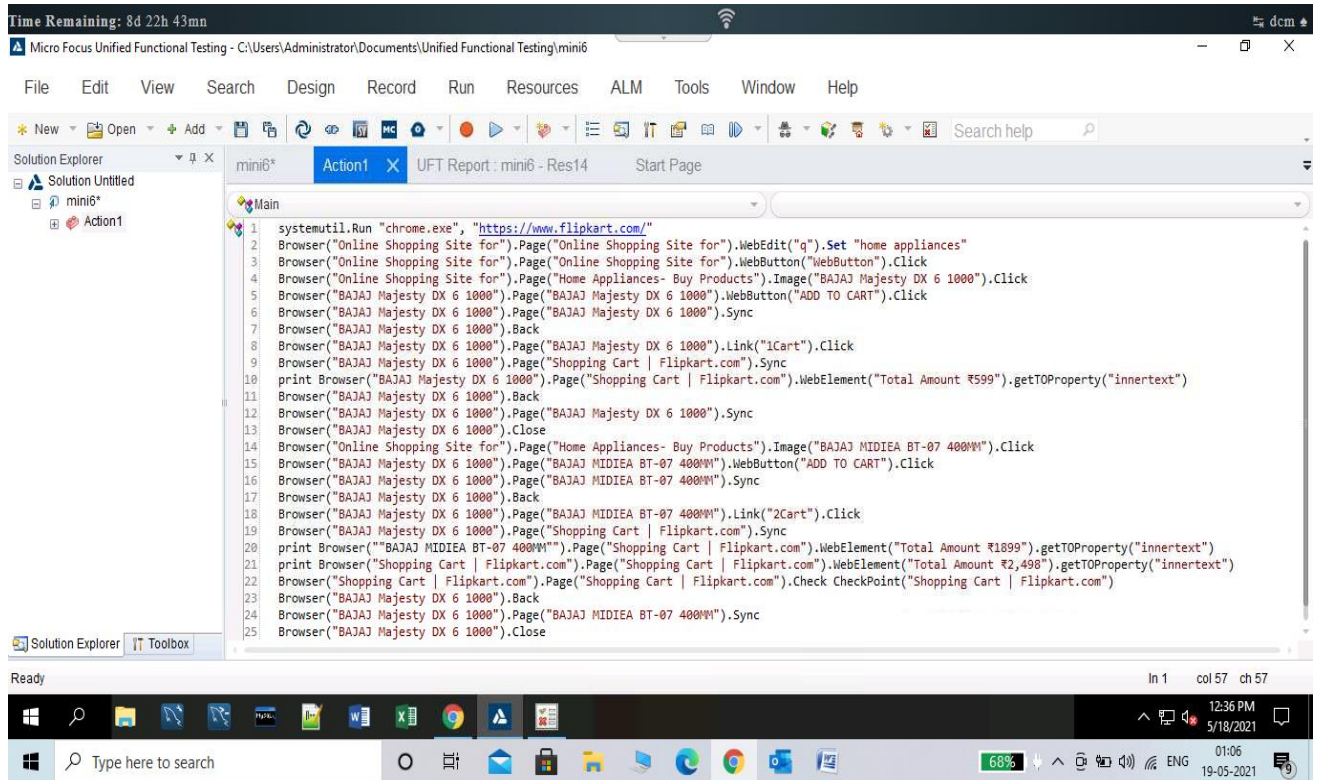 Time Remaining: 8d 22h 43mn
dcm
Micro Focus Unified Functional Testing - C:\Users\Administrator\Documents\Unified Functional Testing\mini6
File Edit View Search Design Record Run Resources ALM Tools Window Help
New Open Add MC Search help
Solution Explorer
mini6* Action1 UFT Report : mini6 - Res14 Start Page
Solution Untitled
mini6*
Action1
Main
1 systemutil.Run "chrome.exe", "https://www.flipkart.com/"
2 Browser("Online Shopping Site for").Page("Online Shopping Site for").WebEdit("q").Set "home appliances"
3 Browser("Online Shopping Site for").Page("Online Shopping Site for").WebButton("WebButton").Click
4 Browser("Online Shopping Site for").Page("Home Appliances- Buy Products").Image("BAJAJ Majesty DX 6 1000").Click
5 Browser("BAJAJ Majesty DX 6 1000").Page("BAJAJ Majesty DX 6 1000").WebButton("ADD TO CART").Click
6 Browser("BAJAJ Majesty DX 6 1000").Page("BAJAJ Majesty DX 6 1000").Sync
7 Browser("BAJAJ Majesty DX 6 1000").Back
8 Browser("BAJAJ Majesty DX 6 1000").Page("BAJAJ Majesty DX 6 1000").Link("1Cart").Click
9 Browser("BAJAJ Majesty DX 6 1000").Page("Shopping Cart | Flipkart.com").Sync
10 print Browser("BAJAJ Majesty DX 6 1000").Page("Shopping Cart | Flipkart.com").WebElement("Total Amount ₹599").getTOProperty("innertext")
11 Browser("BAJAJ Majesty DX 6 1000").Back
12 Browser("BAJAJ Majesty DX 6 1000").Page("BAJAJ Majesty DX 6 1000").Sync
13 Browser("BAJAJ Majesty DX 6 1000").Close
14 Browser("Online Shopping Site for").Page("Home Appliances- Buy Products").Image("BAJAJ MIDIEA BT-07 400MM").Click
15 Browser("BAJAJ Majesty DX 6 1000").Page("BAJAJ MIDIEA BT-07 400MM").WebButton("ADD TO CART").Click
16 Browser("BAJAJ Majesty DX 6 1000").Page("BAJAJ MIDIEA BT-07 400MM").Sync
17 Browser("BAJAJ Majesty DX 6 1000").Back
18 Browser("BAJAJ Majesty DX 6 1000").Page("BAJAJ MIDIEA BT-07 400MM").Link("2Cart").Click
19 Browser("BAJAJ Majesty DX 6 1000").Page("Shopping Cart | Flipkart.com").Sync
20 print Browser(""BAJAJ MIDIEA BT-07 400MM"").Page("Shopping Cart | Flipkart.com").WebElement("Total Amount ₹1899").getTOProperty("innertext")
21 print Browser("Shopping Cart | Flipkart.com").Page("Shopping Cart | Flipkart.com").WebElement("Total Amount ₹2,498").getTOProperty("innertext")
22 Browser("Shopping Cart | Flipkart.com").Page("Shopping Cart | Flipkart.com").Check CheckPoint("Shopping Cart | Flipkart.com")
23 Browser("BAJAJ Majesty DX 6 1000").Back
24 Browser("BAJAJ Majesty DX 6 1000").Page("BAJAJ MIDIEA BT-07 400MM").Sync
25 Browser("BAJAJ Majesty DX 6 1000").Close
Solution Explorer Toolbox
Ready ln 1 col 57 ch 57
MySQL
12:36 PM
5/18/2021
Type here to search
68% ENG
01:06
19-05-2021
9